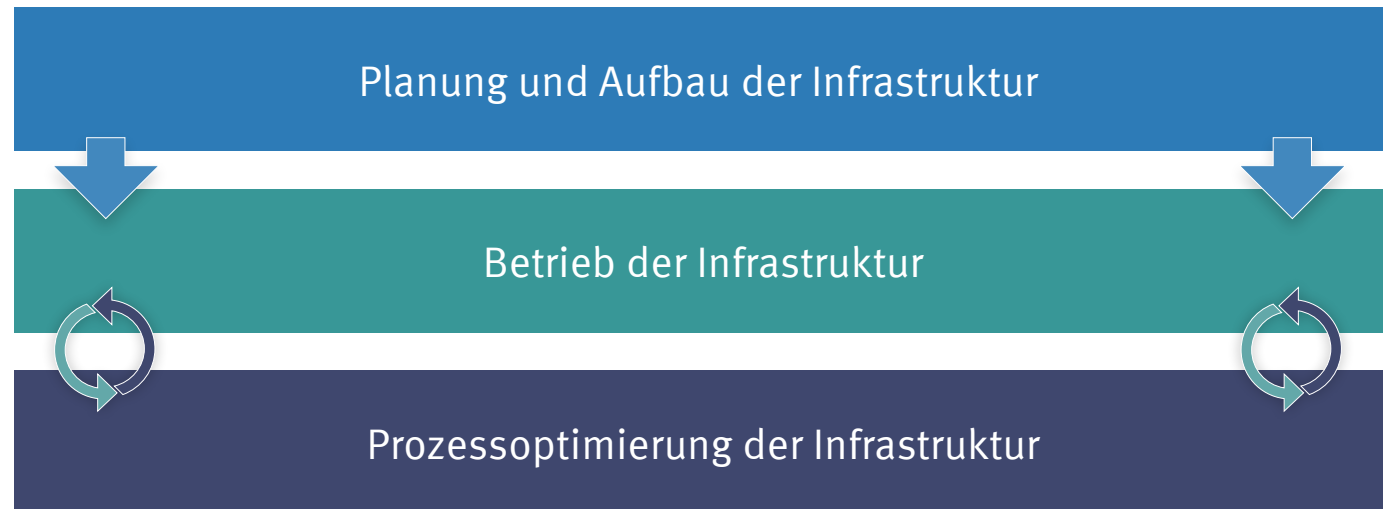 Planung und Aufbau der Infrastruktur
Betrieb der Infrastruktur
Prozessoptimierung der Infrastruktur